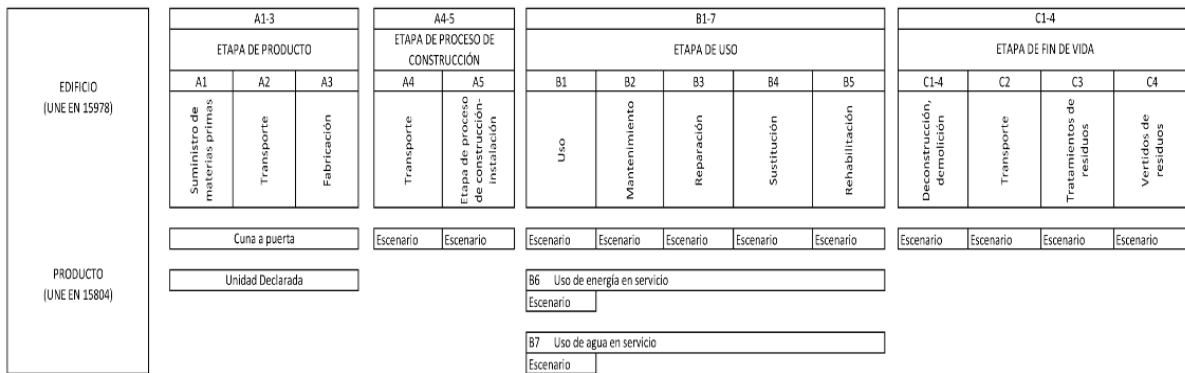 EDIFICIO
(UNE EN 15978)
PRODUCTO
(UNE EN 15804)
A1-3
ETAPA DE PRODUCTO
A1
A2
A3
Suministro de
materias primas
Transporte
Fabricación
Cuna a puerta
Unidad Declarada
A4-5
ETAPA DE PROCESO DE
CONSTRUCCIÓN
A4
A5
Transporte
Etapa de proceso
de construcción-
instalación
Escenario
Escenario
B1-7
ETAPA DE USO
B1
B2
B3
B4
B5
Uso
Mantenimiento
Reparación
Sustitución
Rehabilitación
Escenario
Escenario
Escenario
Escenario
Escenario
B6 Uso de energía en servicio
Escenario
B7 Uso de agua en servicio
Escenario
C1-4
ETAPA DE FIN DE VIDA
C1-4
C2
C3
C4
Deconstrucción,
demolición
Transporte
Tratamientos de
residuos
Vertidos de
residuos
Escenario
Escenario
Escenario
Escenario